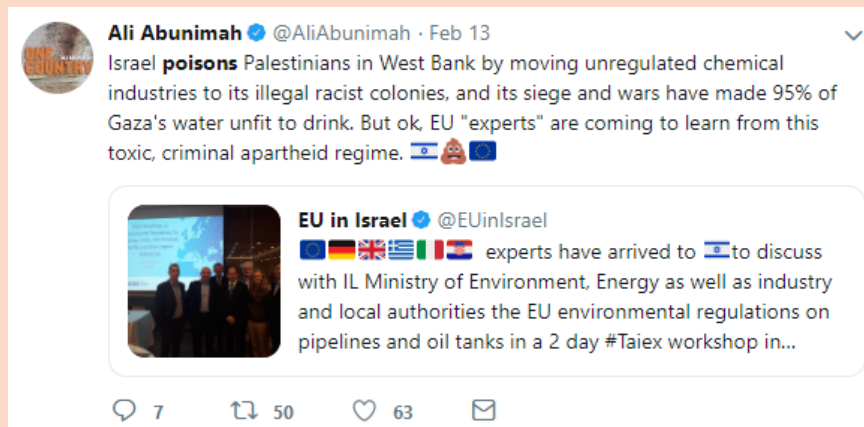 Ali Abunimah @AliAbunimah · Feb 13
Israel poisons Palestinians in West Bank by moving unregulated chemical
industries to its illegal racist colonies, and its siege and wars have made 95% of
Gaza's water unfit to drink. But ok, EU "experts" are coming to learn from this
toxic, criminal apartheid regime. 🇮🇱💩🇪🇺
ONE
COUNTRY
EU in Israel @EUinIsrael
🇪🇺🇩🇪🇬🇧🇬🇷🇮🇹🇭🇷 experts have arrived to 🇮🇱to discuss
with IL Ministry of Environment, Energy as well as industry
and local authorities the EU environmental regulations on
pipelines and oil tanks in a 2 day #Taiex workshop in...
7 50 63